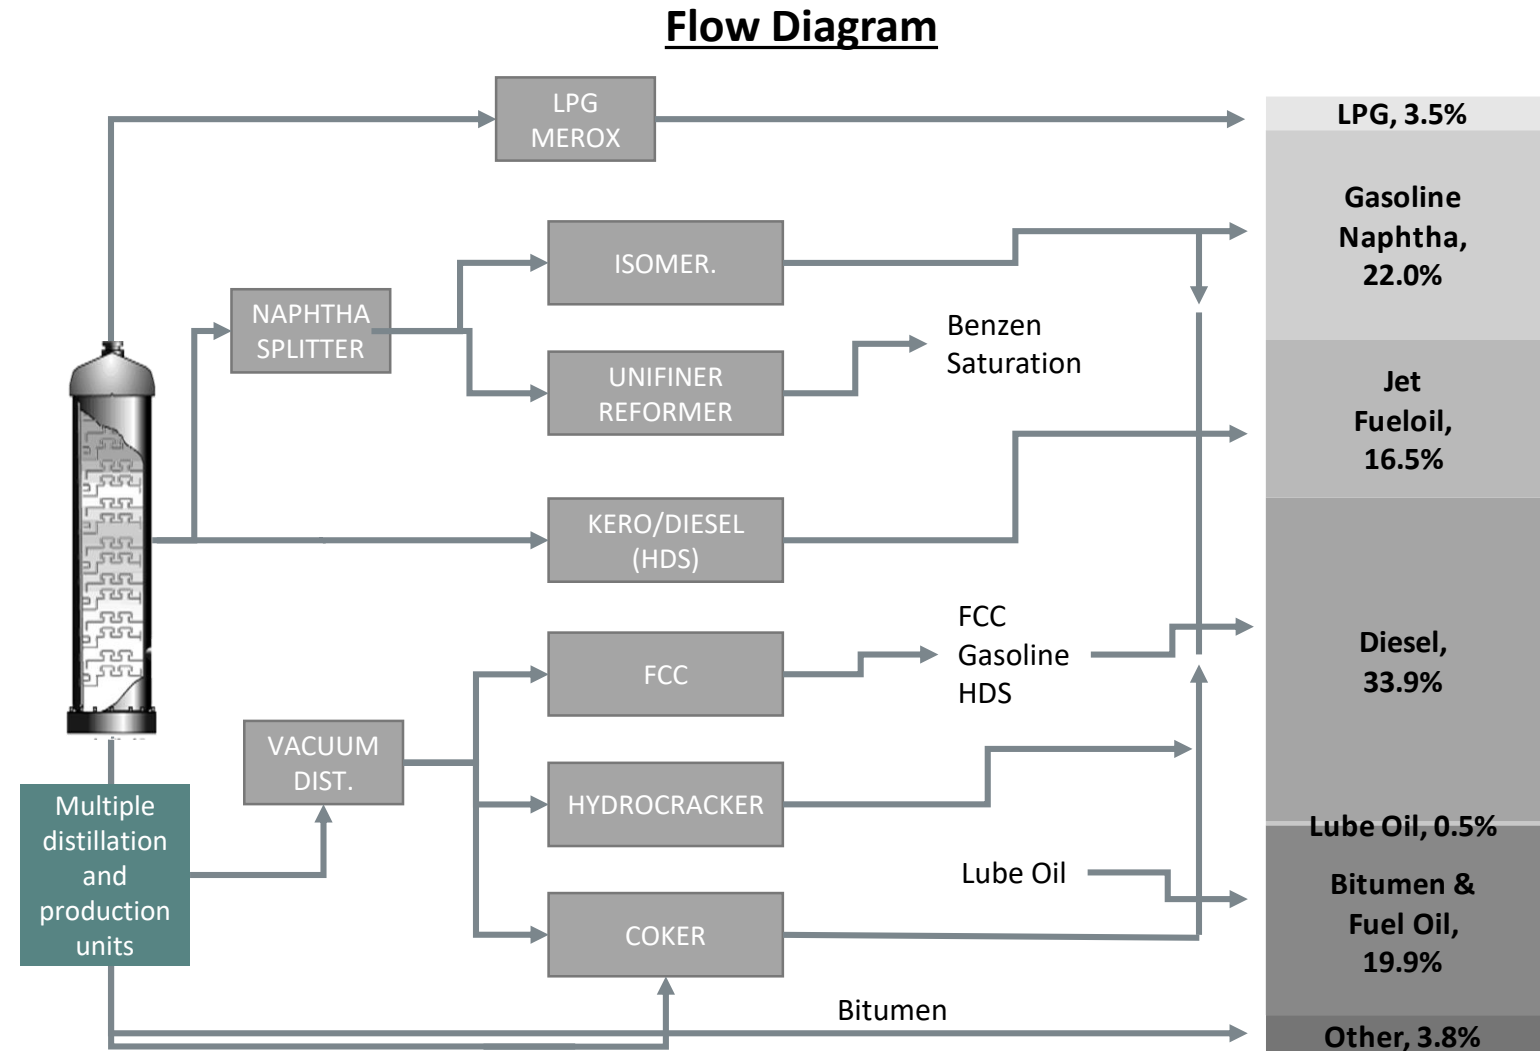 Flow Diagram
LPG
MEROX
LPG, 3.5%
Gasoline
Naphtha,
22.0%
ISOMER.
NAPHTHA
SPLITTER
Benzen
Saturation
UNIFINER
REFORMER
Jet
Fueloil,
16.5%
KERO/DIESEL
(HDS)
FCC
Gasoline
HDS
FCC
Diesel,
33.9%
VACUUM
DIST.
HYDROCRACKER
Multiple
distillation
and
production
units
Lube Oil, 0.5%
Lube Oil
Bitumen &
Fuel Oil,
19.9%
COKER
Bitumen
Other, 3.8%